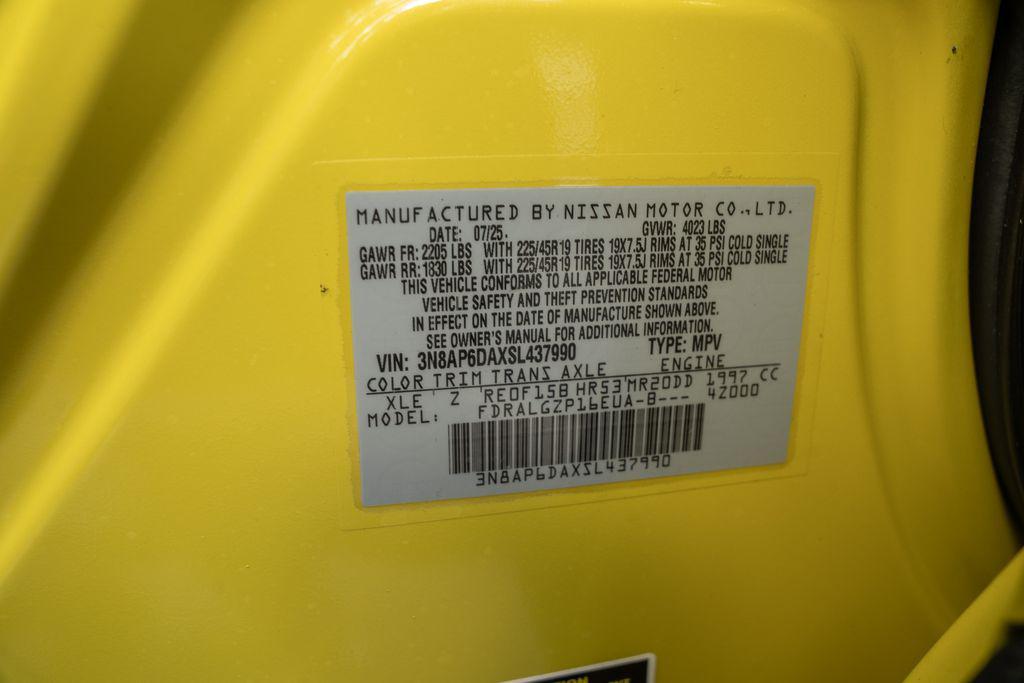 MANUFACTURED BY NISSAN MOTOR CO., LTD.
DATE: 07/25. GVWR: 4023 LBS
GAWR FR: 2205 LBS WITH 225/45R19 TIRES 19X7.5J RIMS AT 35 PSI COLD SINGLE
GAWR RR: 1830 LBS WITH 225/45R19 TIRES 19X7.5J RIMS AT 35 PSI COLD SINGLE
THIS VEHICLE CONFORMS TO ALL APPLICABLE FEDERAL MOTOR
VEHICLE SAFETY AND THEFT PREVENTION STANDARDS
IN EFFECT ON THE DATE OF MANUFACTURE SHOWN ABOVE.
SEE OWNER'S MANUAL FOR ADDITIONAL INFORMATION.
VIN: 3N8AP6DAXSL437990 TYPE: MPV
COLOR TRIM TRANS AXLE ENGINE
XLE Z RE0F15B HR53 MR20DD 1997 CC
MODEL: FDRALGZP16EUA-B--- 4Z000
3N8AP6DAXSL437990